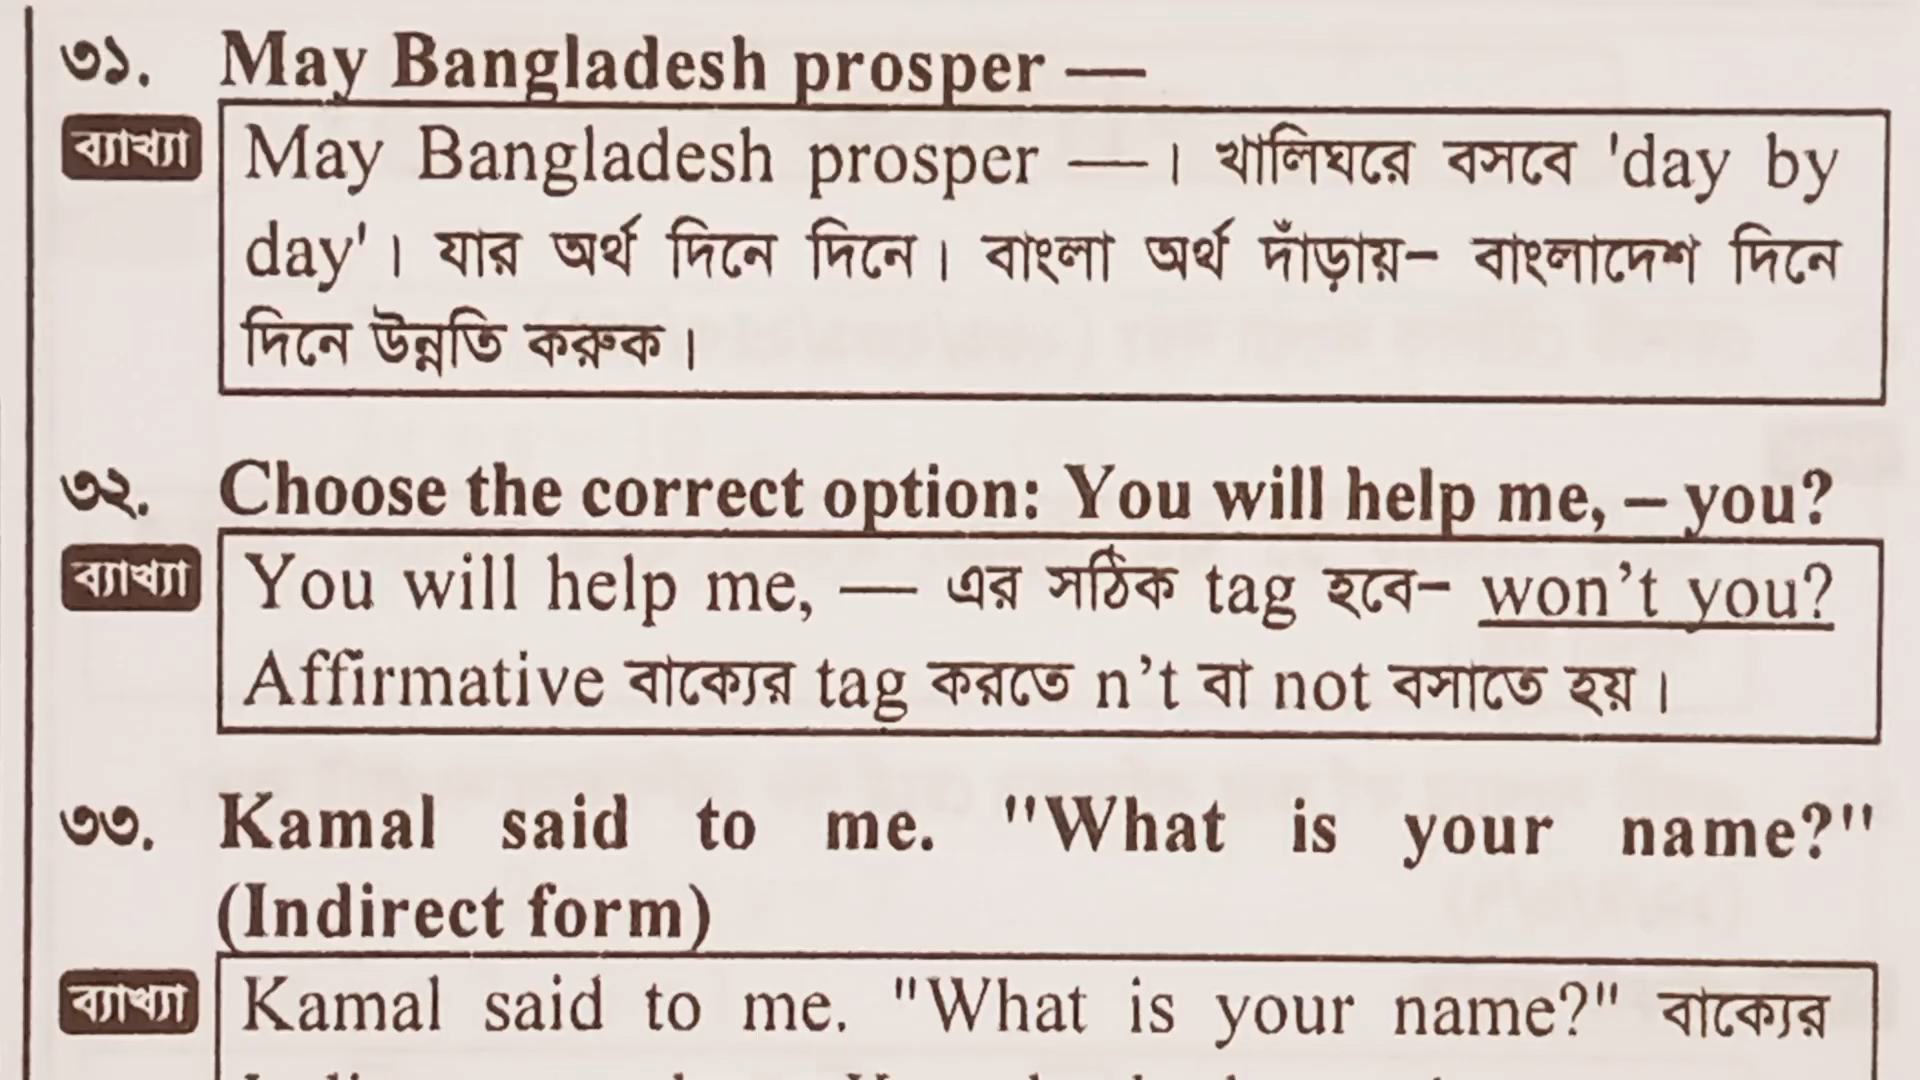 ৩১. May Bangladesh prosper —
ব্যাখ্যা May Bangladesh prosper —। খালিঘরে বসবে 'day by
day'। যার অর্থ দিনে দিনে। বাংলা অর্থ দাঁড়ায়– বাংলাদেশ দিনে
দিনে উন্নতি করুক।
৩২. Choose the correct option: You will help me, – you?
ব্যাখ্যা You will help me, — এর সঠিক tag হবে– won’t you?
Affirmative বাক্যের tag করতে n’t বা not বসাতে হয়।
৩৩. Kamal said to me. "What is your name?"
(Indirect form)
ব্যাখ্যা Kamal said to me. "What is your name?" বাক্যের